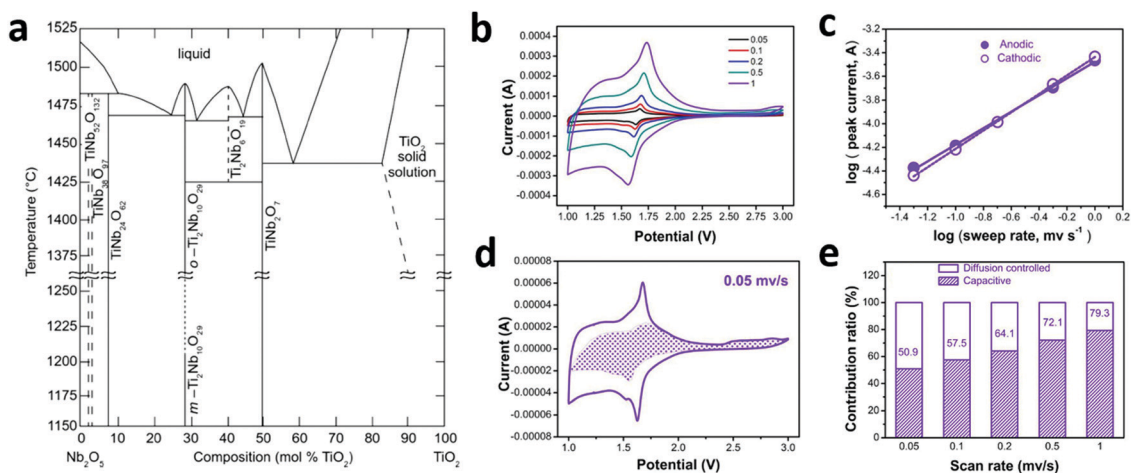 a
1525
1500
1475
1450
1425
1400
1375
1250
1225
1200
1175
1150
Temperature (°C)
liquid
TiNb52O132
TiNb38O97
TiNb24O62
o–Ti2Nb10O29
m–Ti2Nb10O29
Ti2Nb6O19
TiNb2O7
TiO2
solid
solution
0 10 20 30 40 50 60 70 80 90 100
Nb2O5 Composition (mol % TiO2) TiO2
b
0.0004
0.0003
0.0002
0.0001
0.0000
-0.0001
-0.0002
-0.0003
-0.0004
Current (A)
0.05
0.1
0.2
0.5
1
1.00 1.25 1.50 1.75 2.00 2.25 2.50 2.75 3.00
Potential (V)
c
-3.2
-3.4
-3.6
-3.8
-4.0
-4.2
-4.4
-4.6
log ( peak current, A)
Anodic
Cathodic
-1.4 -1.2 -1.0 -0.8 -0.6 -0.4 -0.2 0.0
log (sweep rate, mv s-1)
d
0.00008
0.00006
0.00004
0.00002
0.00000
-0.00002
-0.00004
-0.00006
-0.00008
Current (A)
0.05 mv/s
1.0 1.5 2.0 2.5 3.0
Potential (V)
e
120
100
80
60
40
20
0
Contribution ratio (%)
Diffusion controlled
Capacitive
50.9
57.5
64.1
72.1
79.3
0.05 0.1 0.2 0.5 1
Scan rate (mv/s)